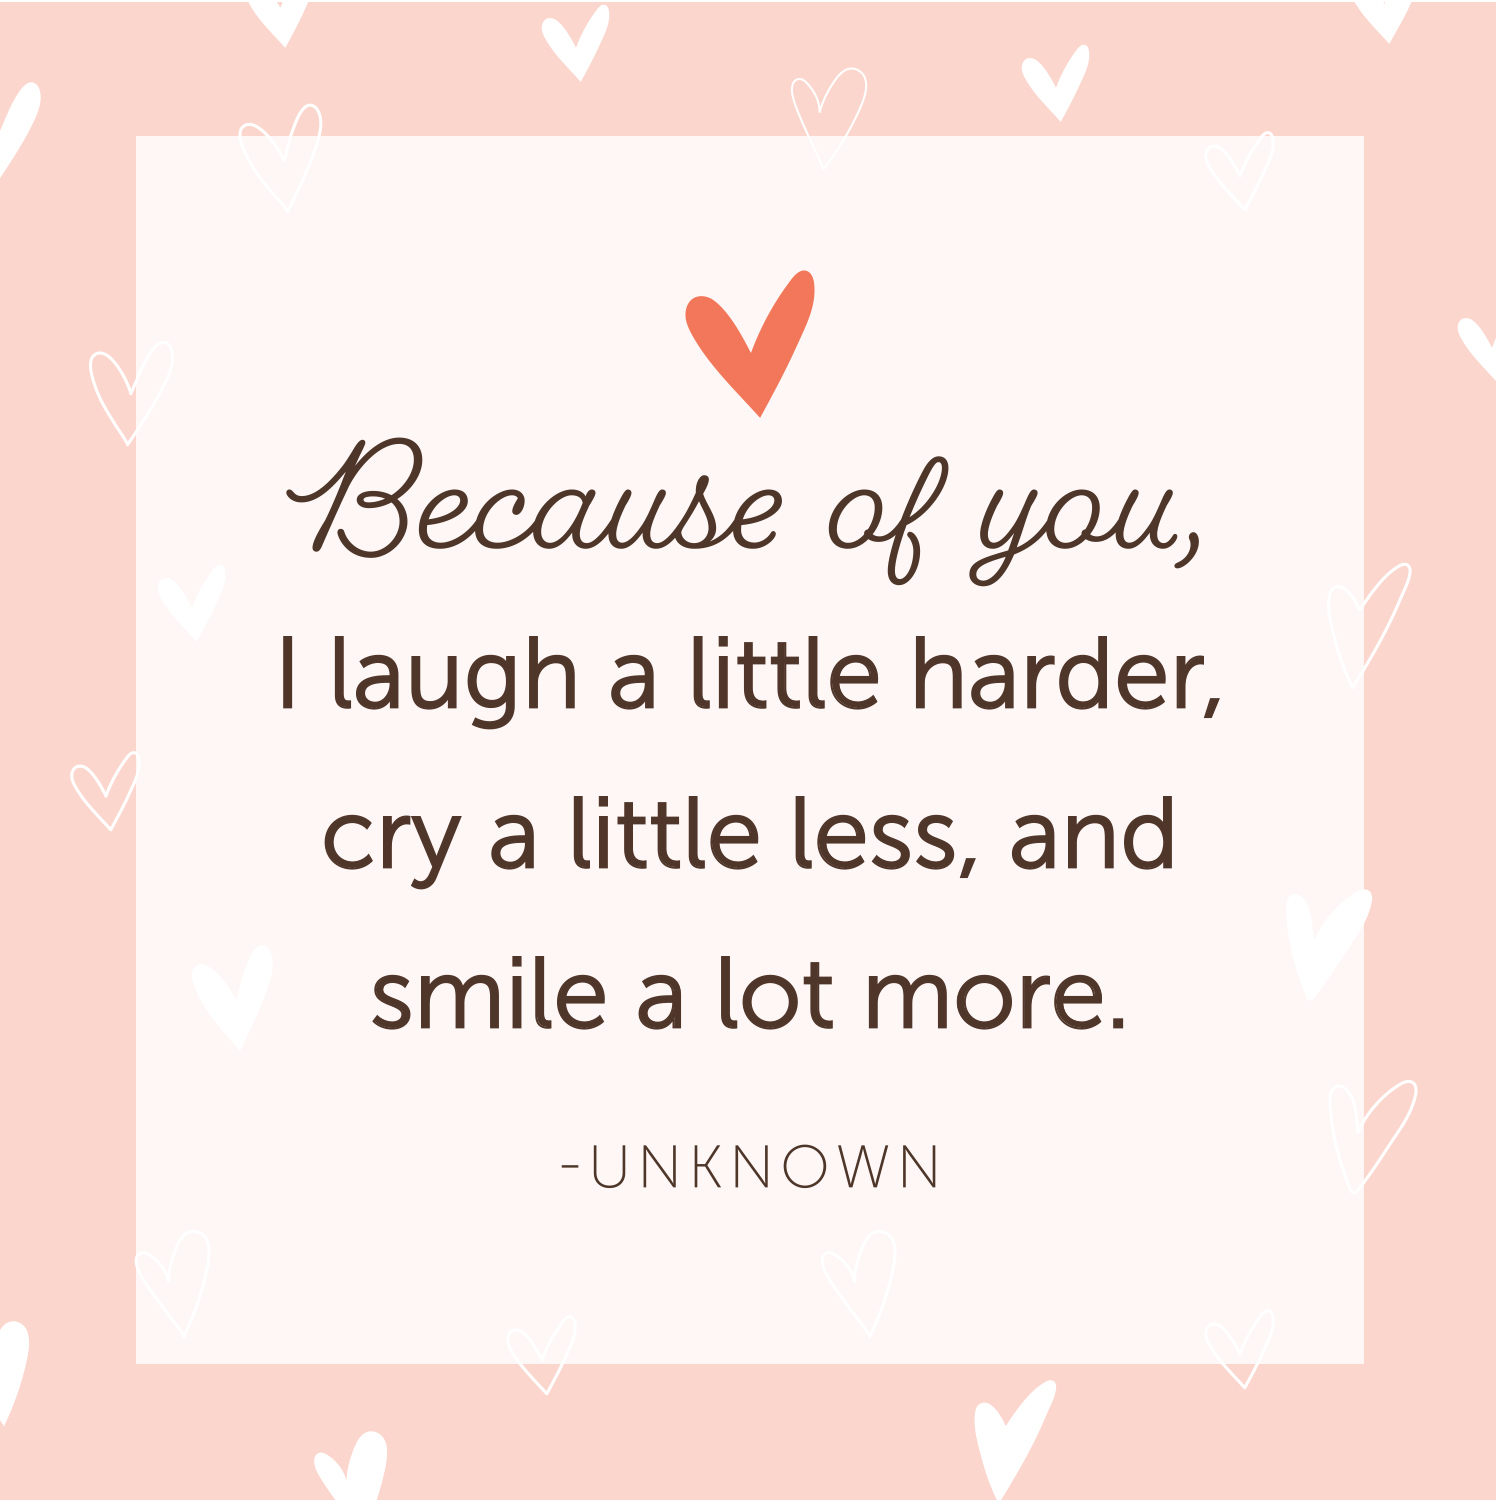 Because of you,
I laugh a little harder,
cry a little less, and
smile a lot more.
-UNKNOWN